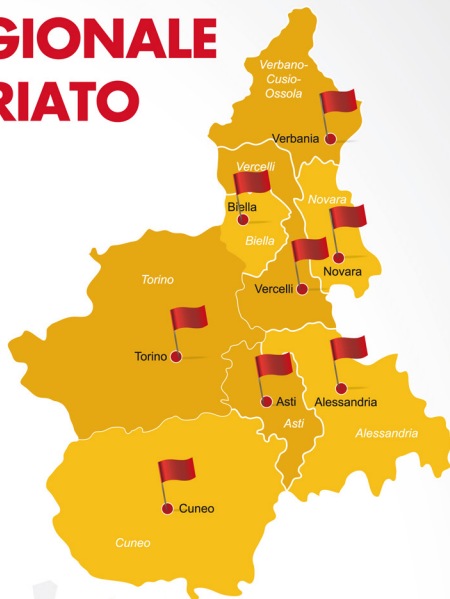 GIONALE
RIATO
Verbano-
Cusio-
Ossola
Verbania
Vercelli
Biella
Novara
Biella
Novara
Torino
Vercelli
Torino
Asti
Alessandria
Asti
Alessandria
Cuneo
Cuneo